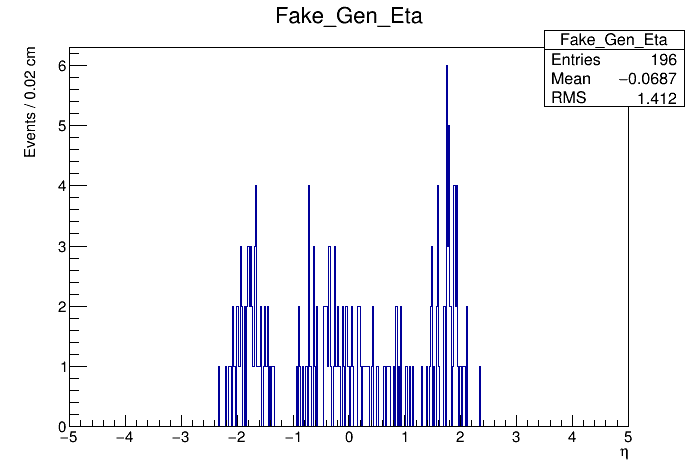 Fake_Gen_Eta
Fake_Gen_Eta
Entries 196
Mean −0.0687
RMS 1.412
Events / 0.02 cm
6
5
4
3
2
1
0
−5 −4 −3 −2 −1 0 1 2 3 4 5
η